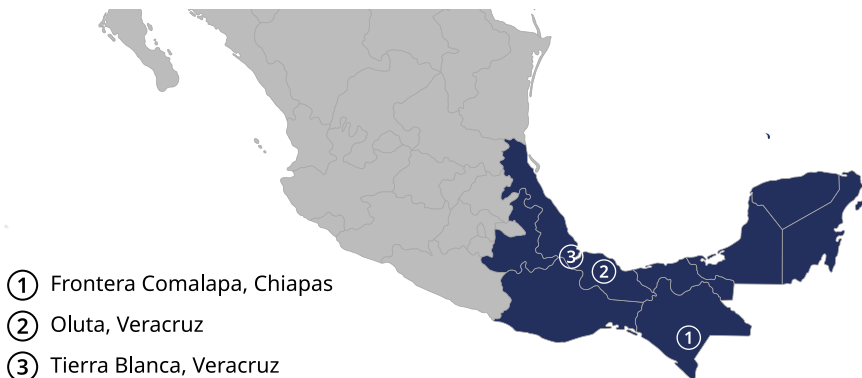 3
2
1
1 Frontera Comalapa, Chiapas
2 Oluta, Veracruz
3 Tierra Blanca, Veracruz